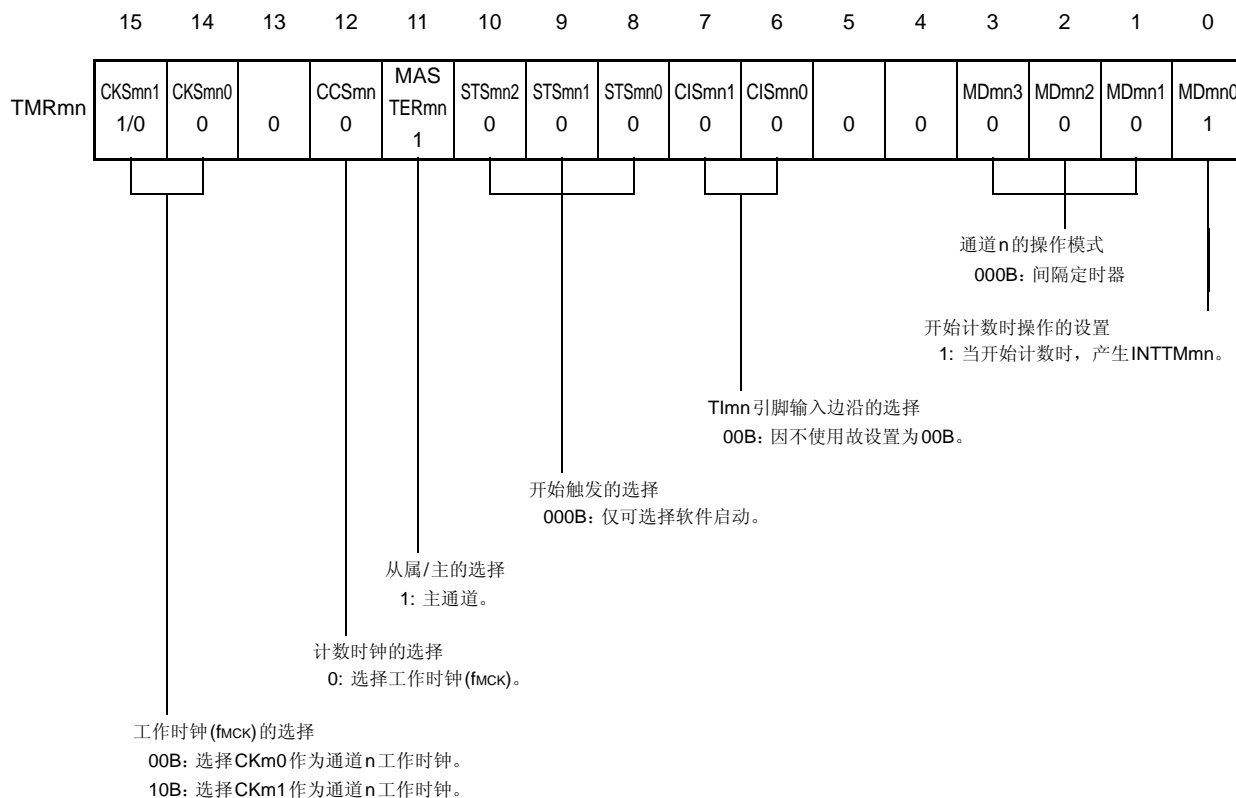 15 14 13 12 11 10 9 8 7 6 5 4 3 2 1 0
TMRmn
CKSmn1 CKSmn0 CCSmn MAS TERmn STSmn2 STSmn1 STSmn0 CISmn1 CISmn0 MDmn3 MDmn2 MDmn1 MDmn0
1/0 0 0 0 1 0 0 0 0 0 0 0 0 0 0 1
通道n的操作模式
000B: 间隔定时器
开始计数时操作的设置
1: 当开始计数时，产生INTTMmn。
TImn引脚输入边沿的选择
00B: 因不使用故设置为00B。
开始触发的选择
000B: 仅可选择软件启动。
从属/主的选择
1: 主通道。
计数时钟的选择
0: 选择工作时钟(fMCK)。
工作时钟(fMCK)的选择
00B: 选择CKm0作为通道n工作时钟。
10B: 选择CKm1作为通道n工作时钟。